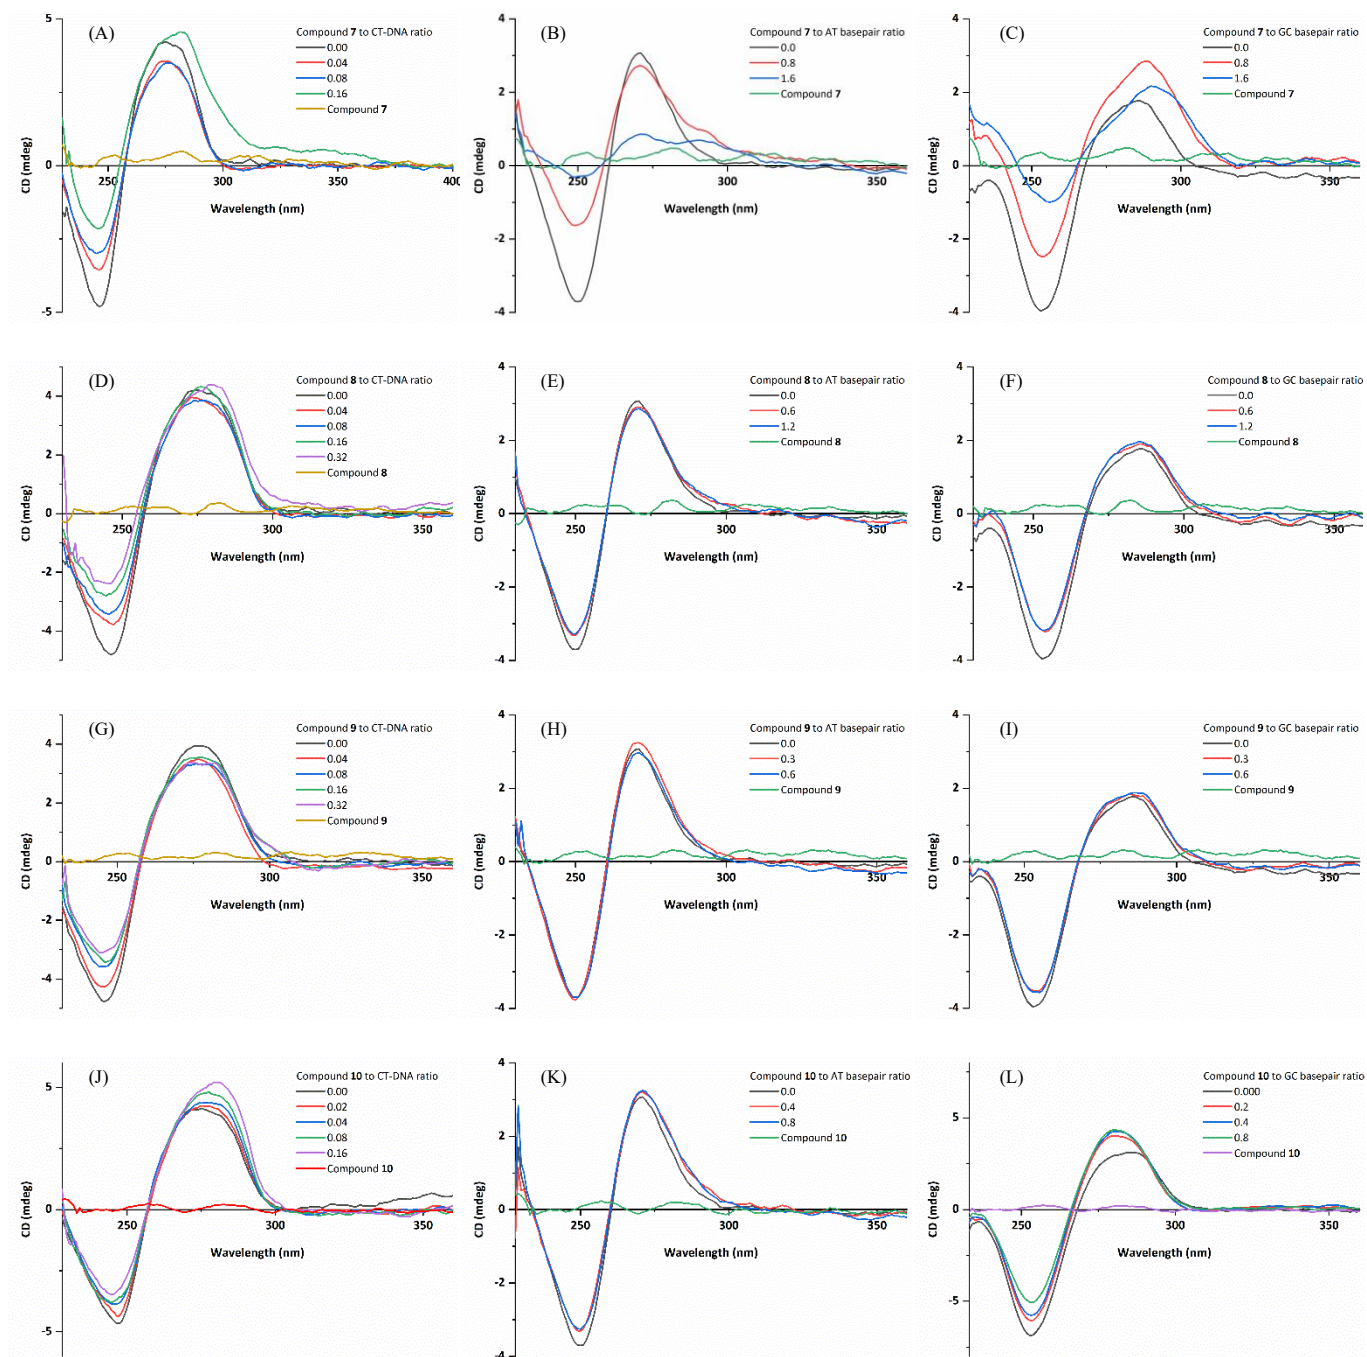 (A)
Compound 7 to CT-DNA ratio
0.00
0.04
0.08
0.16
Compound 7
5
0
5
250
300
350
400
CD (mdeg)
Wavelength (nm)
(B)
Compound 7 to AT basepair ratio
0.0
0.8
1.6
Compound 7
4
2
0
-2
-4
250
300
350
CD (mdeg)
Wavelength (nm)
(C)
Compound 7 to GC basepair ratio
0.0
0.8
1.6
Compound 7
4
2
0
-2
-4
250
300
350
CD (mdeg)
Wavelength (nm)
(D)
Compound 8 to CT-DNA ratio
0.00
0.04
0.08
0.16
0.32
Compound 8
4
2
0
-2
-4
250
300
350
CD (mdeg)
Wavelength (nm)
(E)
Compound 8 to AT basepair ratio
0.0
0.6
1.2
Compound 8
4
2
0
-2
-4
250
300
350
CD (mdeg)
Wavelength (nm)
(F)
Compound 8 to GC basepair ratio
0.0
0.6
1.2
Compound 8
4
2
0
-2
-4
250
300
350
CD (mdeg)
Wavelength (nm)
(G)
Compound 9 to CT-DNA ratio
0.00
0.04
0.08
0.16
0.32
Compound 9
4
2
0
-2
-4
250
300
350
CD (mdeg)
Wavelength (nm)
(H)
Compound 9 to AT basepair ratio
0.0
0.3
0.6
Compound 9
4
2
0
-2
-4
250
300
350
CD (mdeg)
Wavelength (nm)
(I)
Compound 9 to GC basepair ratio
0.0
0.3
0.6
Compound 9
4
2
0
-2
-4
250
300
350
CD (mdeg)
Wavelength (nm)
(J)
Compound 10 to CT-DNA ratio
0.00
0.02
0.04
0.08
0.16
Compound 10
5
0
-5
250
300
350
CD (mdeg)
Wavelength (nm)
(K)
Compound 10 to AT basepair ratio
0.0
0.4
0.8
Compound 10
4
2
0
-2
-4
250
300
350
CD (mdeg)
Wavelength (nm)
(L)
Compound 10 to GC basepair ratio
0.000
0.2
0.4
0.8
Compound 10
5
0
-5
250
300
350
CD (mdeg)
Wavelength (nm)